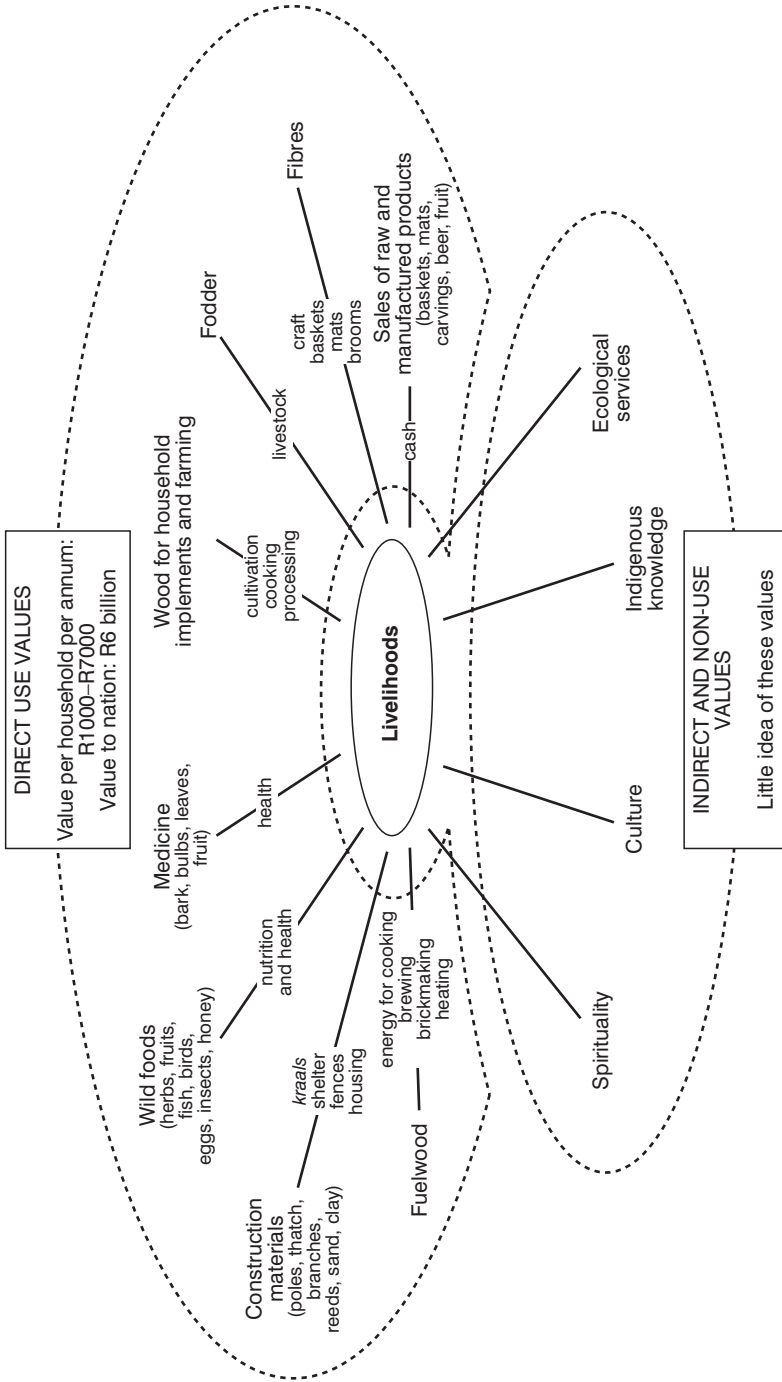 DIRECT USE VALUES
Value per household per annum:
R1000–R7000
Value to nation: R6 billion
Construction
materials
(poles, thatch,
branches,
reeds, sand, clay)
kraals
shelter
fences
housing
Wild foods
(herbs, fruits,
fish, birds,
eggs, insects, honey)
nutrition
and health
Medicine
(bark, bulbs, leaves,
fruit)
health
Wood for household
implements and farming
cultivation
cooking
processing
Fodder
livestock
Fibres
craft
baskets
mats
brooms
Sales of raw and
manufactured products
(baskets, mats,
carvings, beer, fruit)
cash
Fuelwood
energy for cooking
brewing
brickmaking
heating
Livelihoods
Spirituality
Culture
Indigenous
knowledge
Ecological
services
INDIRECT AND NON-USE
VALUES
Little idea of these values